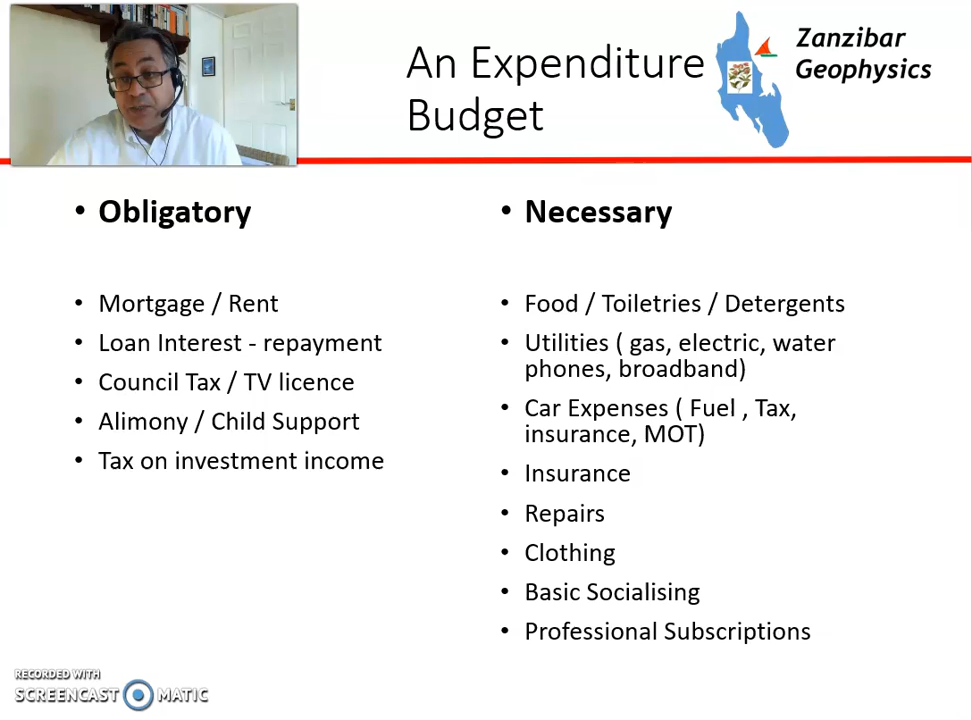 An Expenditure
Budget
Zanzibar
Geophysics
• Obligatory
• Mortgage / Rent
• Loan Interest - repayment
• Council Tax / TV licence
• Alimony / Child Support
• Tax on investment income
• Necessary
• Food / Toiletries / Detergents
• Utilities ( gas, electric, water
phones, broadband)
• Car Expenses ( Fuel , Tax,
insurance, MOT)
• Insurance
• Repairs
• Clothing
• Basic Socialising
• Professional Subscriptions
RECORDED WITH
SCREENCAST MATIC